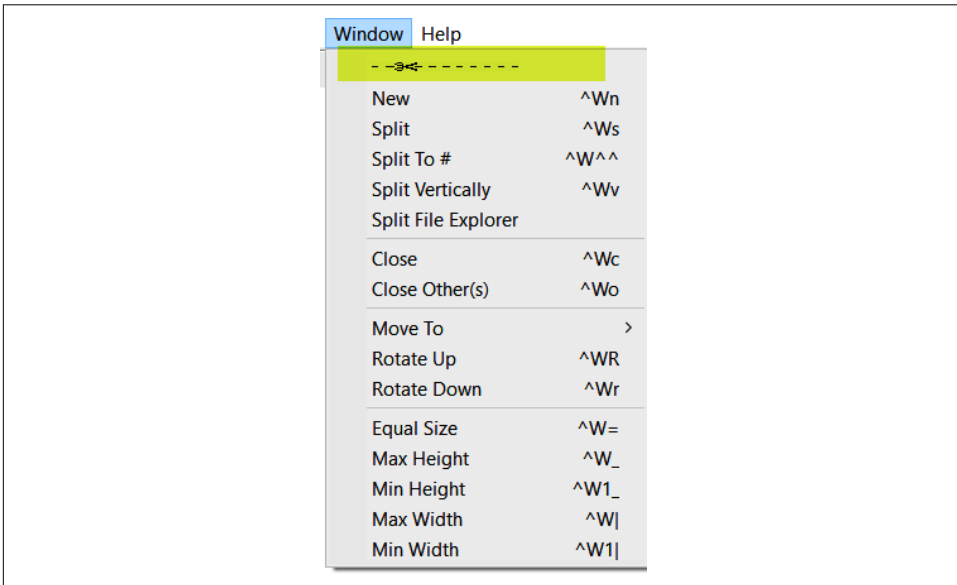 Window Help
- -✂- - - - - - -
New ^Wn
Split ^Ws
Split To # ^W^^
Split Vertically ^Wv
Split File Explorer
Close ^Wc
Close Other(s) ^Wo
Move To >
Rotate Up ^WR
Rotate Down ^Wr
Equal Size ^W=
Max Height ^W_
Min Height ^W1_
Max Width ^W|
Min Width ^W1|